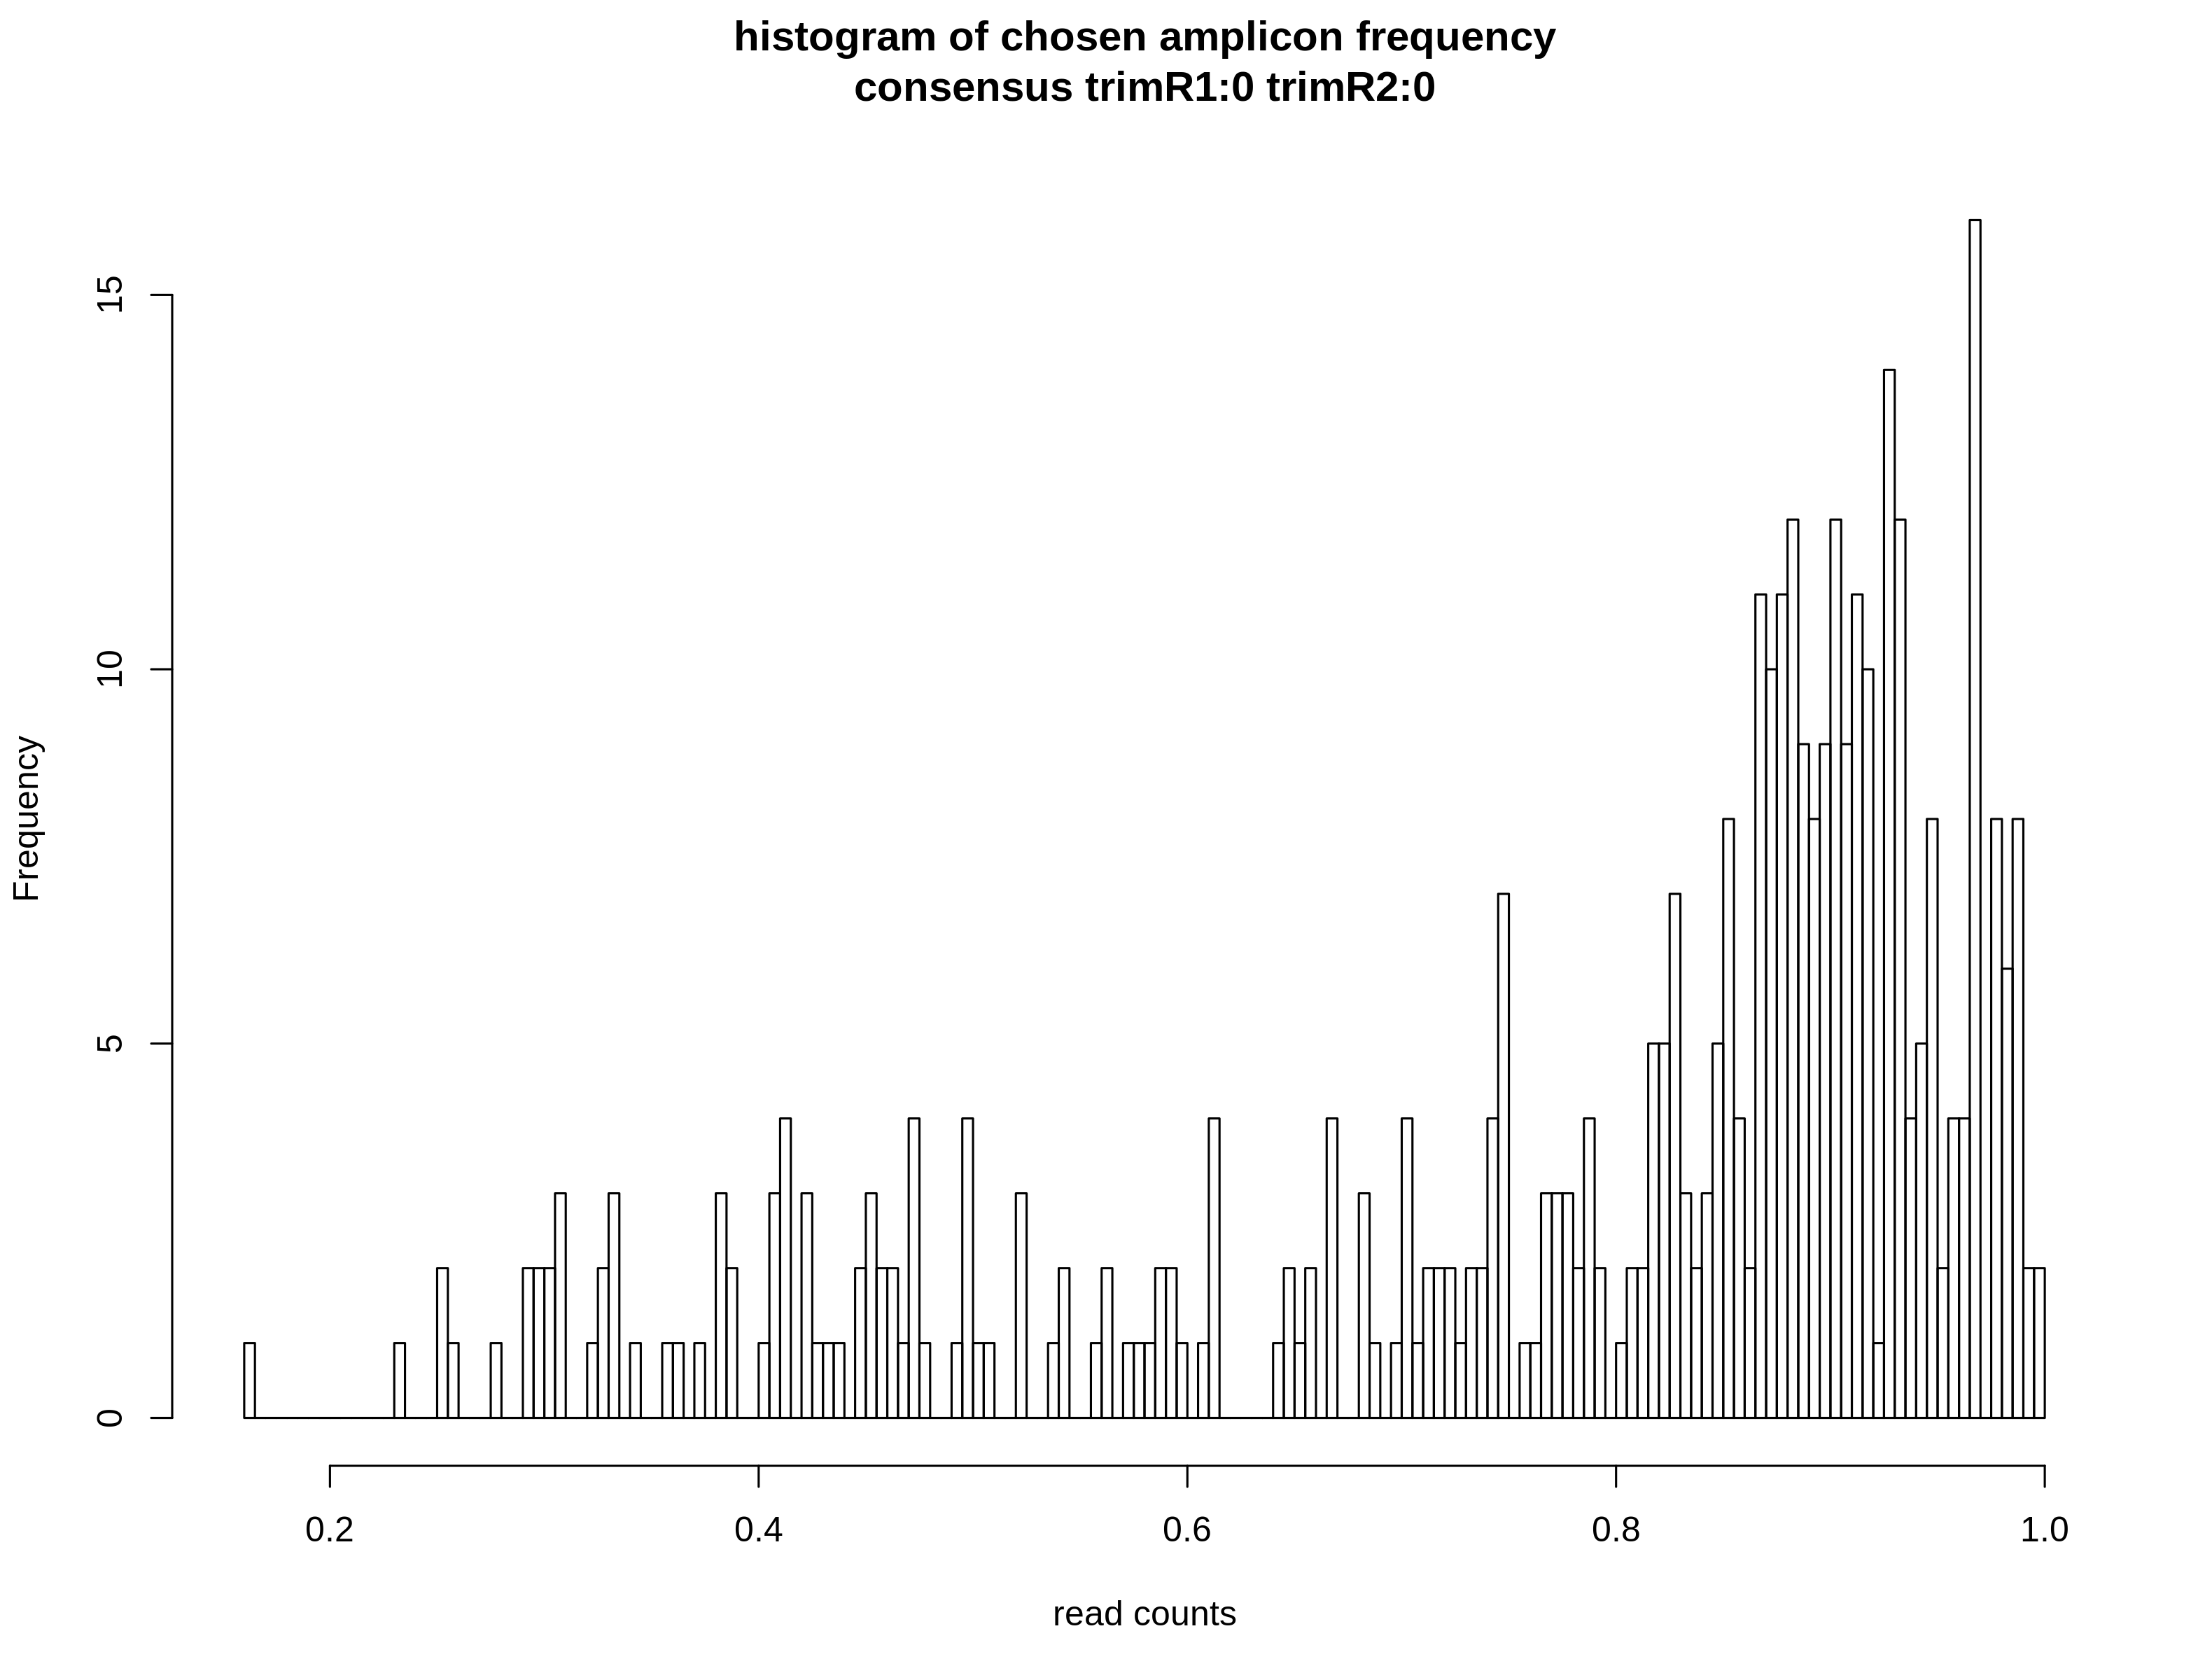 histogram of chosen amplicon frequency
consensus trimR1:0 trimR2:0
15
10
5
0
Frequency
0.2 0.4 0.6 0.8 1.0
read counts